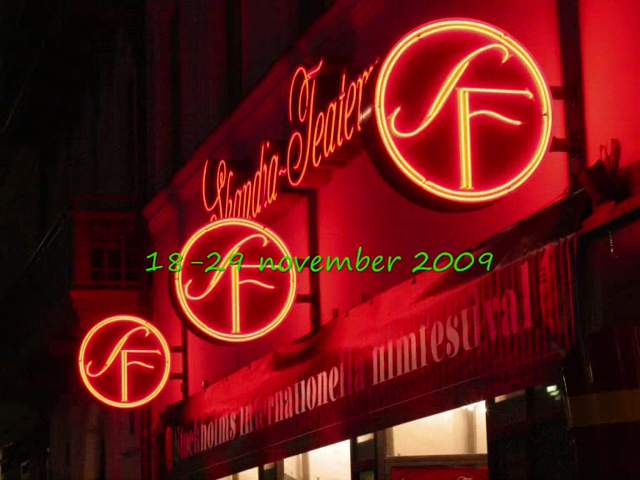 Skandia-Teatern
SF
SF
SF
18-29 november 2009
Stockholms internationella filmfestival